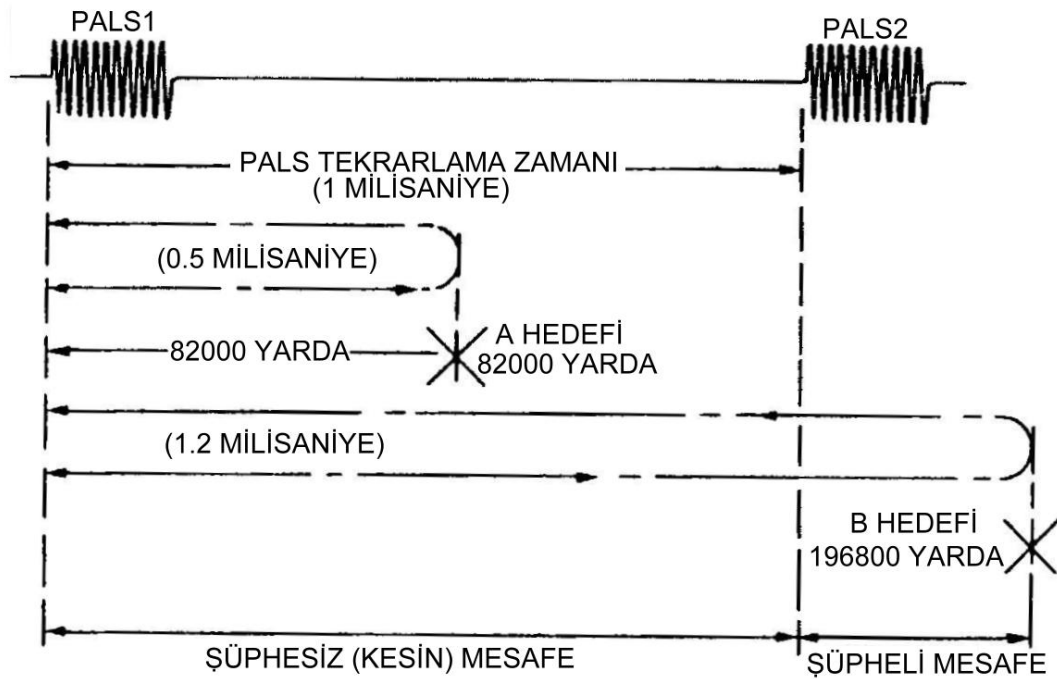 PALS1
PALS2
PALS TEKRARLAMA ZAMANI
(1 MİLİSANİYE)
(0.5 MİLİSANİYE)
82000 YARDA
A HEDEFİ
82000 YARDA
(1.2 MİLİSANİYE)
B HEDEFİ
196800 YARDA
ŞÜPHESİZ (KESİN) MESAFE
ŞÜPHELİ MESAFE